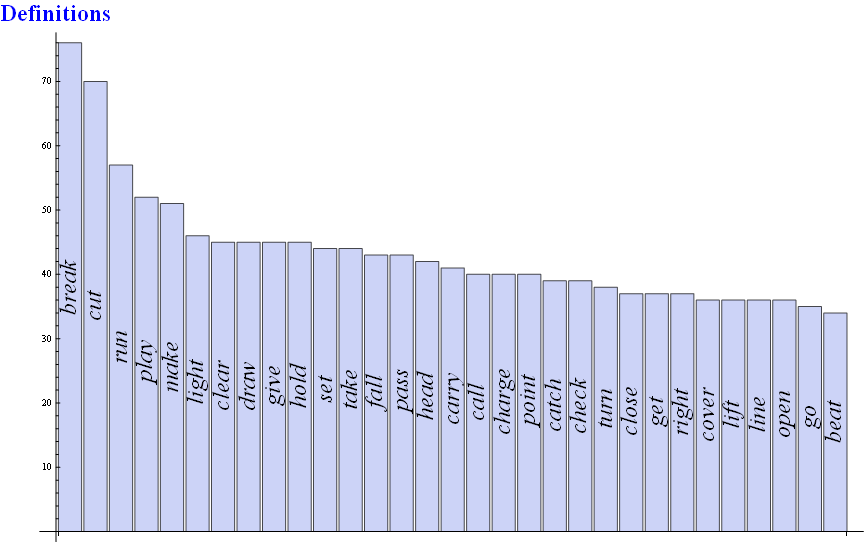 Definitions
70
60
50
40
30
20
10
break
cut
run
play
make
light
clear
draw
give
hold
set
take
fall
pass
head
carry
call
charge
point
catch
check
turn
close
get
right
cover
lift
line
open
go
beat